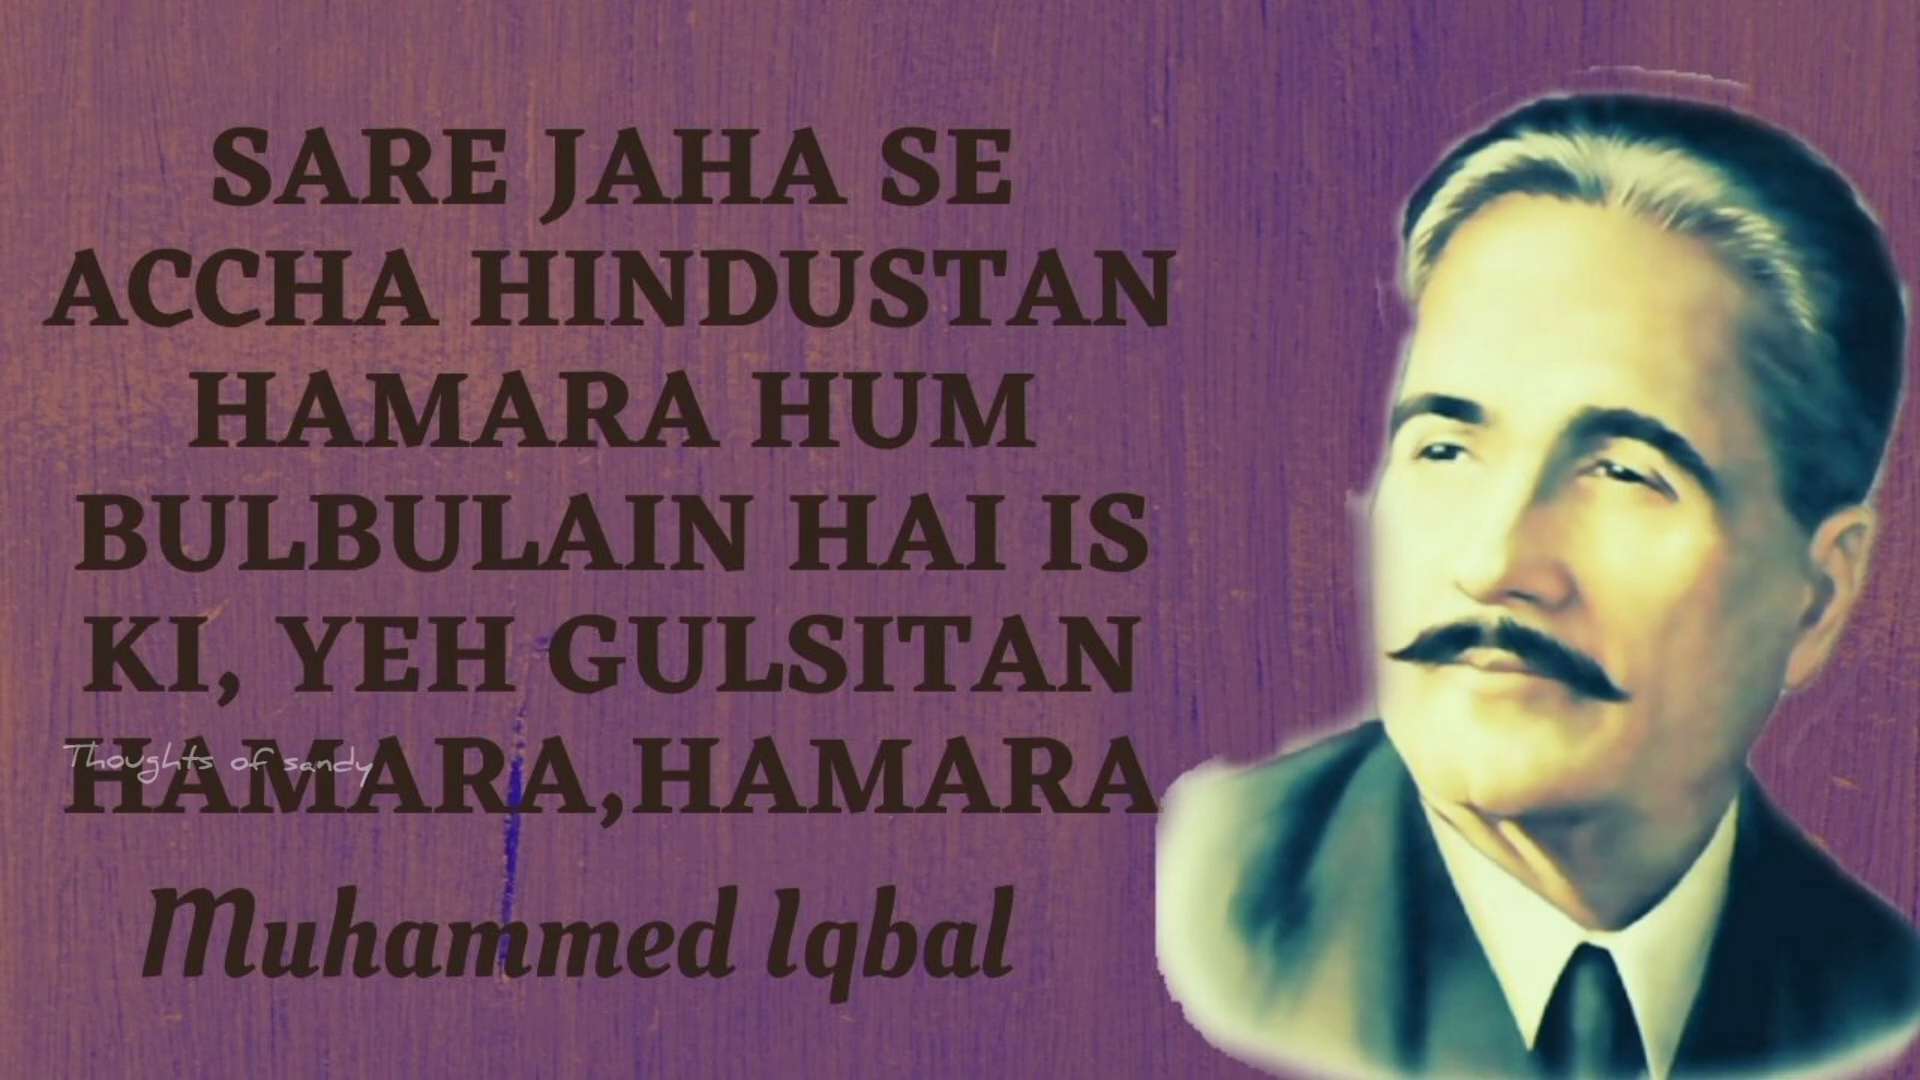 SARE JAHA SE
ACCHA HINDUSTAN
HAMARA HUM
BULBULAIN HAI IS
KI, YEH GULSITAN
HAMARA,HAMARA
Thoughts of sandy
Muhammed Iqbal